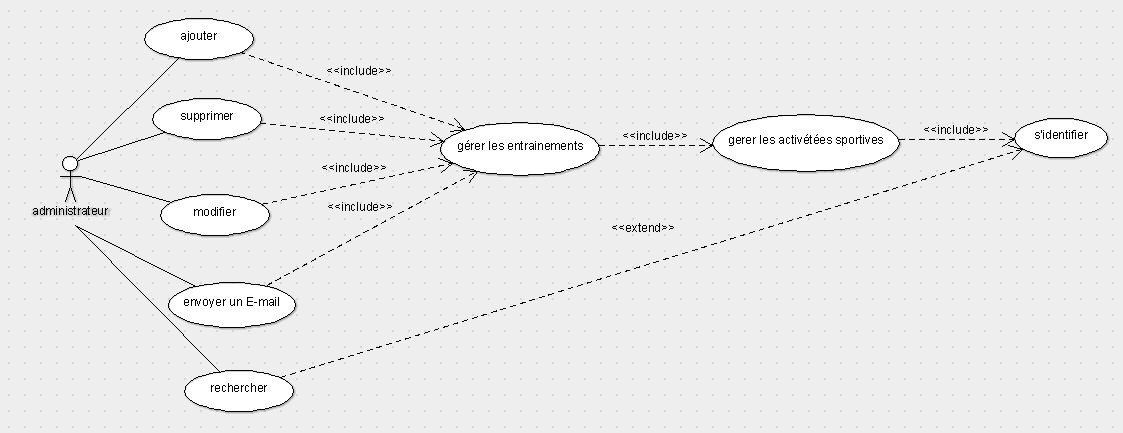 ajouter
<<include>>
supprimer
<<include>>
gérer les entrainements
<<include>>
gerer les activétées sportives
<<include>>
s'identifier
<<include>>
administrateur
modifier
<<include>>
<<extend>>
envoyer un E-mail
rechercher